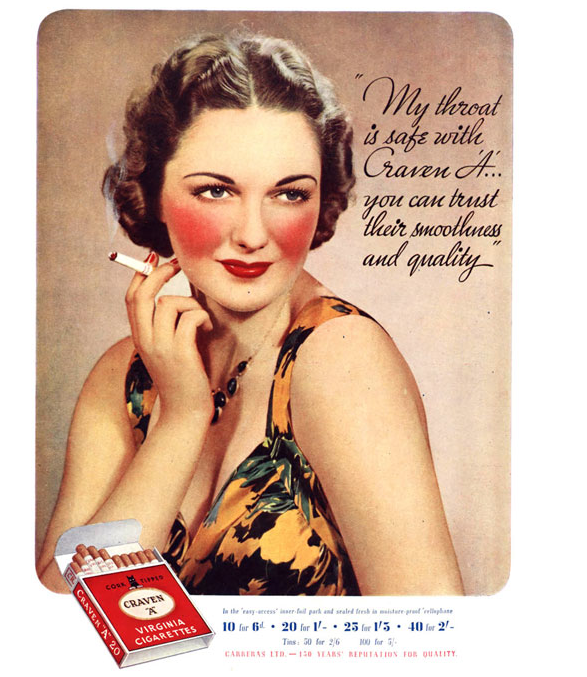 " My throat
is safe with
Craven 'A'...
you can trust
their smoothness
and quality "
CORK TIPPED
CRAVEN
"A"
VIRGINIA
CIGARETTES
CRAVEN "A" 20
In the "easy-access" inner-foil pack and sealed fresh in moisture-proof "cellophane
10 for 6d. • 20 for 1/- • 25 for 1/3 • 40 for 2/-
Tins: 50 for 2/6 100 for 5/-
CARRERAS LTD. — 150 YEARS' REPUTATION FOR QUALITY.